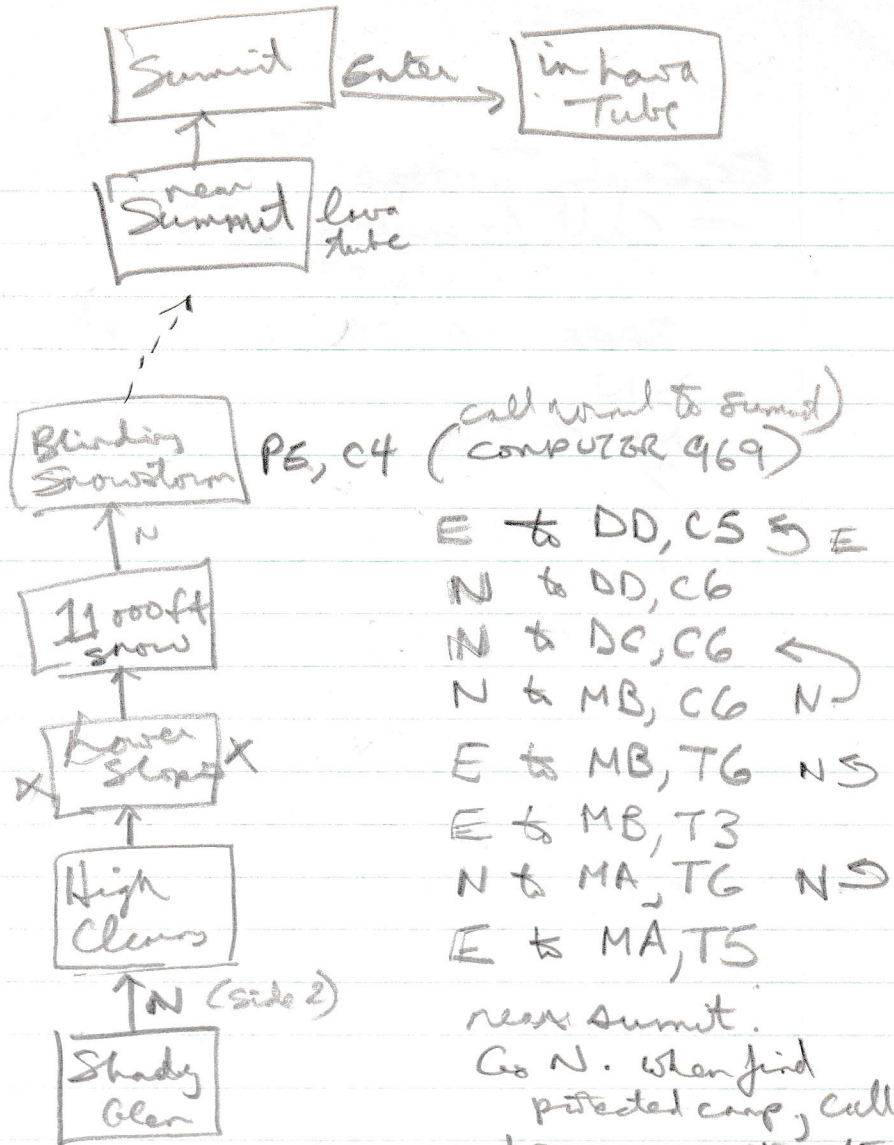 Summit
Enter
in Lava
Tube
near
Summit
lava
tube
Blinding
Snowstorm
PE, C4
(call wind to summit)
(COMPUTER 969)
N
11000ft
snow
X Lower X
Slopes
High
N (side 2)
Shady
Glen
E to DD, C5 E
N to DD, C6
N to DC, C6
N to MB, C6 N
E to MB, T6 N
E to MB, T3
N to MA, T6 N
E to MA, T5
near summit.
Go N. when find
protected camp, call